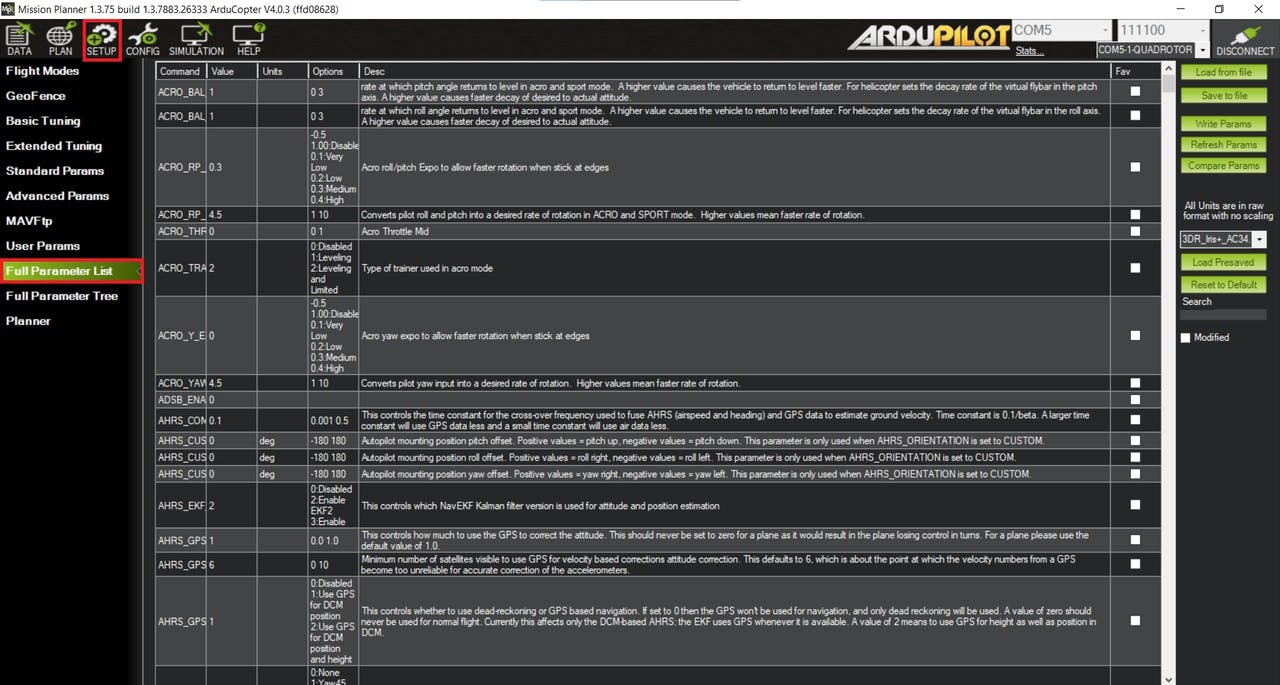 Mission Planner 1.3.75 build 1.3.7883.26333 ArduCopter V4.0.3 (ffd08628)
DATA PLAN SETUP CONFIG SIMULATION HELP
ARDUPILOT
COM5 111100
Stats...
COM5-1-QUADROTOR
DISCONNECT
Flight Modes
GeoFence
Basic Tuning
Extended Tuning
Standard Params
Advanced Params
MAVFtp
User Params
Full Parameter List
Full Parameter Tree
Planner
Command Value Units Options Desc Fav
ACRO_BAL 1 0 3 rate at which pitch angle returns to level in acro and sport mode. A higher value causes the vehicle to return to level faster. For helicopter sets the decay rate of the virtual flybar in the pitch
axis. A higher value causes faster decay of desired to actual attitude.
ACRO_BAL 1 0 3 rate at which roll angle returns to level in acro and sport mode. A higher value causes the vehicle to return to level faster. For helicopter sets the decay rate of the virtual flybar in the roll axis.
A higher value causes faster decay of desired to actual attitude.
-0.5
1.00:Disable
0.1:Very
Low
ACRO_RP_ 0.3 0.2:Low Acro roll/pitch Expo to allow faster rotation when stick at edges
0.3:Medium
0.4:High
ACRO_RP_ 4.5 1 10 Converts pilot roll and pitch into a desired rate of rotation in ACRO and SPORT mode. Higher values mean faster rate of rotation.
ACRO_THR 0 0 1 Acro Throttle Mid
0:Disabled
1:Leveling
ACRO_TRA 2 2:Leveling Type of trainer used in acro mode
and
Limited
-0.5
1.00:Disable
0.1:Very
Low
ACRO_Y_E 0 0.2:Low Acro yaw expo to allow faster rotation when stick at edges
0.3:Medium
0.4:High
ACRO_YAW 4.5 1 10 Converts pilot yaw input into a desired rate of rotation. Higher values mean faster rate of rotation.
ADSB_ENA 0
AHRS_COM 0.1 0.001 0.5 This controls the time constant for the cross-over frequency used to fuse AHRS (airspeed and heading) and GPS data to estimate ground velocity. Time constant is 0.1/beta. A larger time
constant will use GPS data less and a small time constant will use air data less.
AHRS_CUS 0 deg -180 180 Autopilot mounting position pitch offset. Positive values = pitch up, negative values = pitch down. This parameter is only used when AHRS_ORIENTATION is set to CUSTOM.
AHRS_CUS 0 deg -180 180 Autopilot mounting position roll offset. Positive values = roll right, negative values = roll left. This parameter is only used when AHRS_ORIENTATION is set to CUSTOM.
AHRS_CUS 0 deg -180 180 Autopilot mounting position yaw offset. Positive values = yaw right, negative values = yaw left. This parameter is only used when AHRS_ORIENTATION is set to CUSTOM.
0:Disabled
2:Enable
AHRS_EKF 2 EKF2 This controls which NavEKF Kalman filter version is used for attitude and position estimation
3:Enable
AHRS_GPS 1 0.0 1.0 This controls how much to use the GPS to correct the attitude. This should never be set to zero for a plane as it would result in the plane losing control in turns. For a plane please use the
default value of 1.0.
AHRS_GPS 6 0 10 Minimum number of satellites visible to use GPS for velocity based corrections attitude correction. This defaults to 6, which is about the point at which the velocity numbers from a GPS
become too unreliable for accurate correction of the accelerometers.
0:Disabled
1:Use GPS
for DCM
position
AHRS_GPS 1 2:Use GPS This controls whether to use dead-reckoning or GPS based navigation. If set to 0 then the GPS won't be used for navigation, and only dead reckoning will be used. A value of zero should
for DCM never be used for normal flight. Currently this affects only the DCM-based AHRS: the EKF uses GPS whenever it is available. A value of 2 means to use GPS for height as well as position in
position DCM.
and height
0:None
1:Yaw45
Load from file
Save to file
Write Params
Refresh Params
Compare Params
All Units are in raw
format with no scaling
3DR_Iris+_AC34.
Load Presaved
Reset to Default
Search
Modified